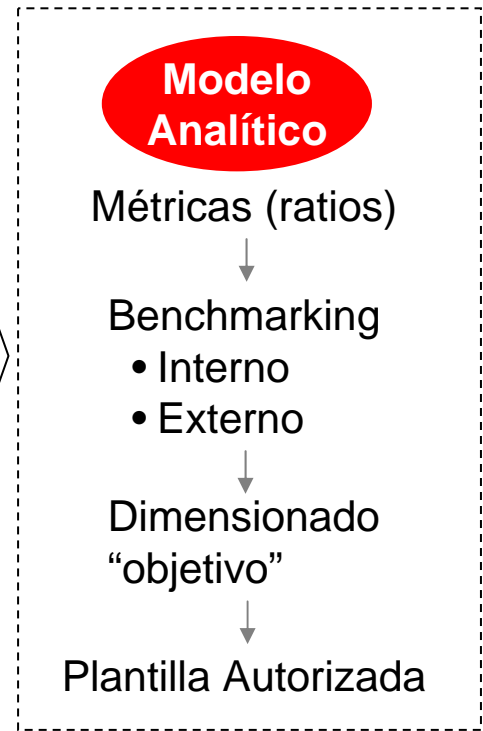 Modelo
Analítico
Métricas (ratios)
Benchmarking
• Interno
• Externo
Dimensionado
“objetivo”
Plantilla Autorizada